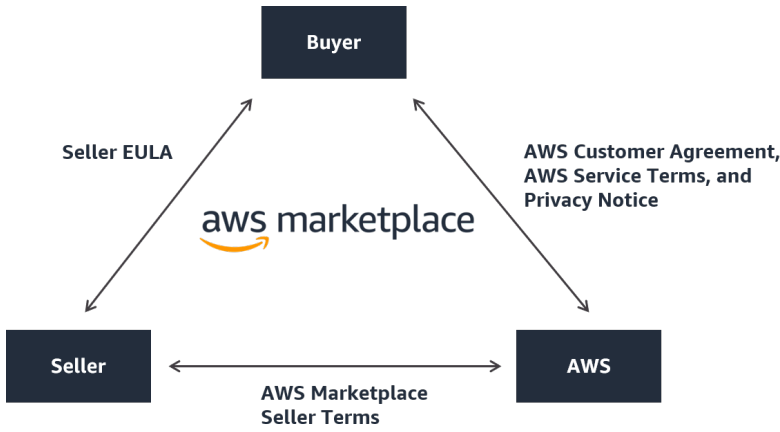 Buyer
Seller EULA
AWS Customer Agreement,
AWS Service Terms, and
Privacy Notice
aws marketplace
Seller
AWS
AWS Marketplace
Seller Terms